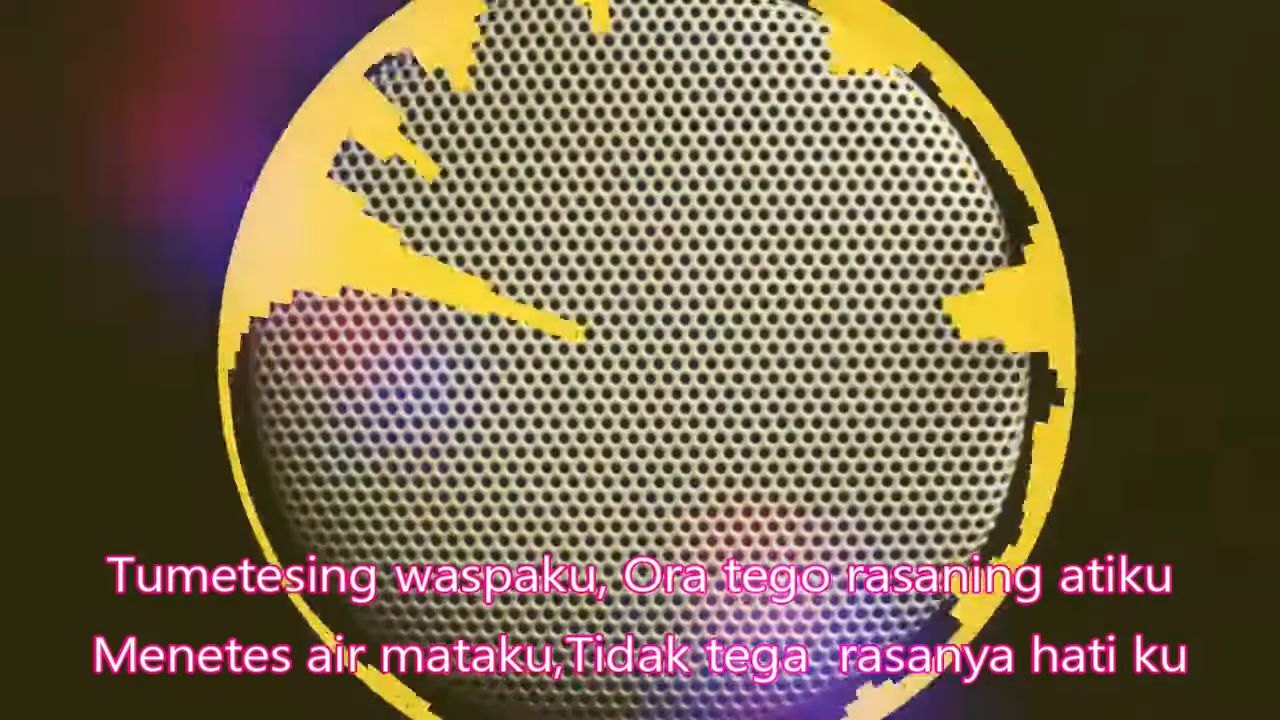 Tumetesing waspaku, Ora tego rasaning atiku
Menetes air mataku,Tidak tega  rasanya hati ku